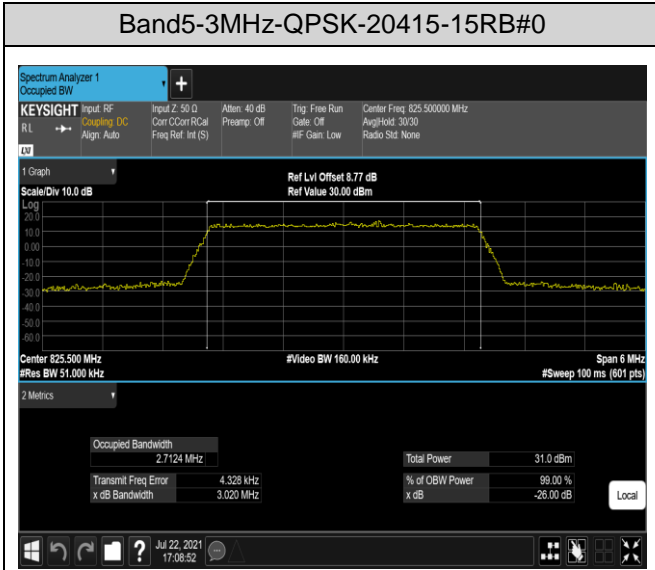 Band5-3MHz-QPSK-20415-15RB#0
Spectrum Analyzer 1
Occupied BW
+
KEYSIGHT
RL
LXI
Input: RF
Coupling: DC
Align: Auto
Input Z: 50 Ω
Corr CCorr RCal
Freq Ref: Int (S)
Atten: 40 dB
Preamp: Off
Trig: Free Run
Gate: Off
#IF Gain: Low
Center Freq: 825.500000 MHz
Avg|Hold: 30/30
Radio Std: None
1 Graph
Scale/Div 10.0 dB
Ref Lvl Offset 8.77 dB
Ref Value 30.00 dBm
Log
20.0
10.0
0.00
-10.0
-20.0
-30.0
-40.0
-50.0
-60.0
Center 825.500 MHz
#Video BW 160.00 kHz
Span 6 MHz
#Res BW 51.000 kHz
#Sweep 100 ms (601 pts)
2 Metrics
Occupied Bandwidth
2.7124 MHz
Total Power 31.0 dBm
Transmit Freq Error 4.328 kHz
% of OBW Power 99.00 %
x dB Bandwidth 3.020 MHz
x dB -26.00 dB
Local
?
Jul 22, 2021
17:08:52